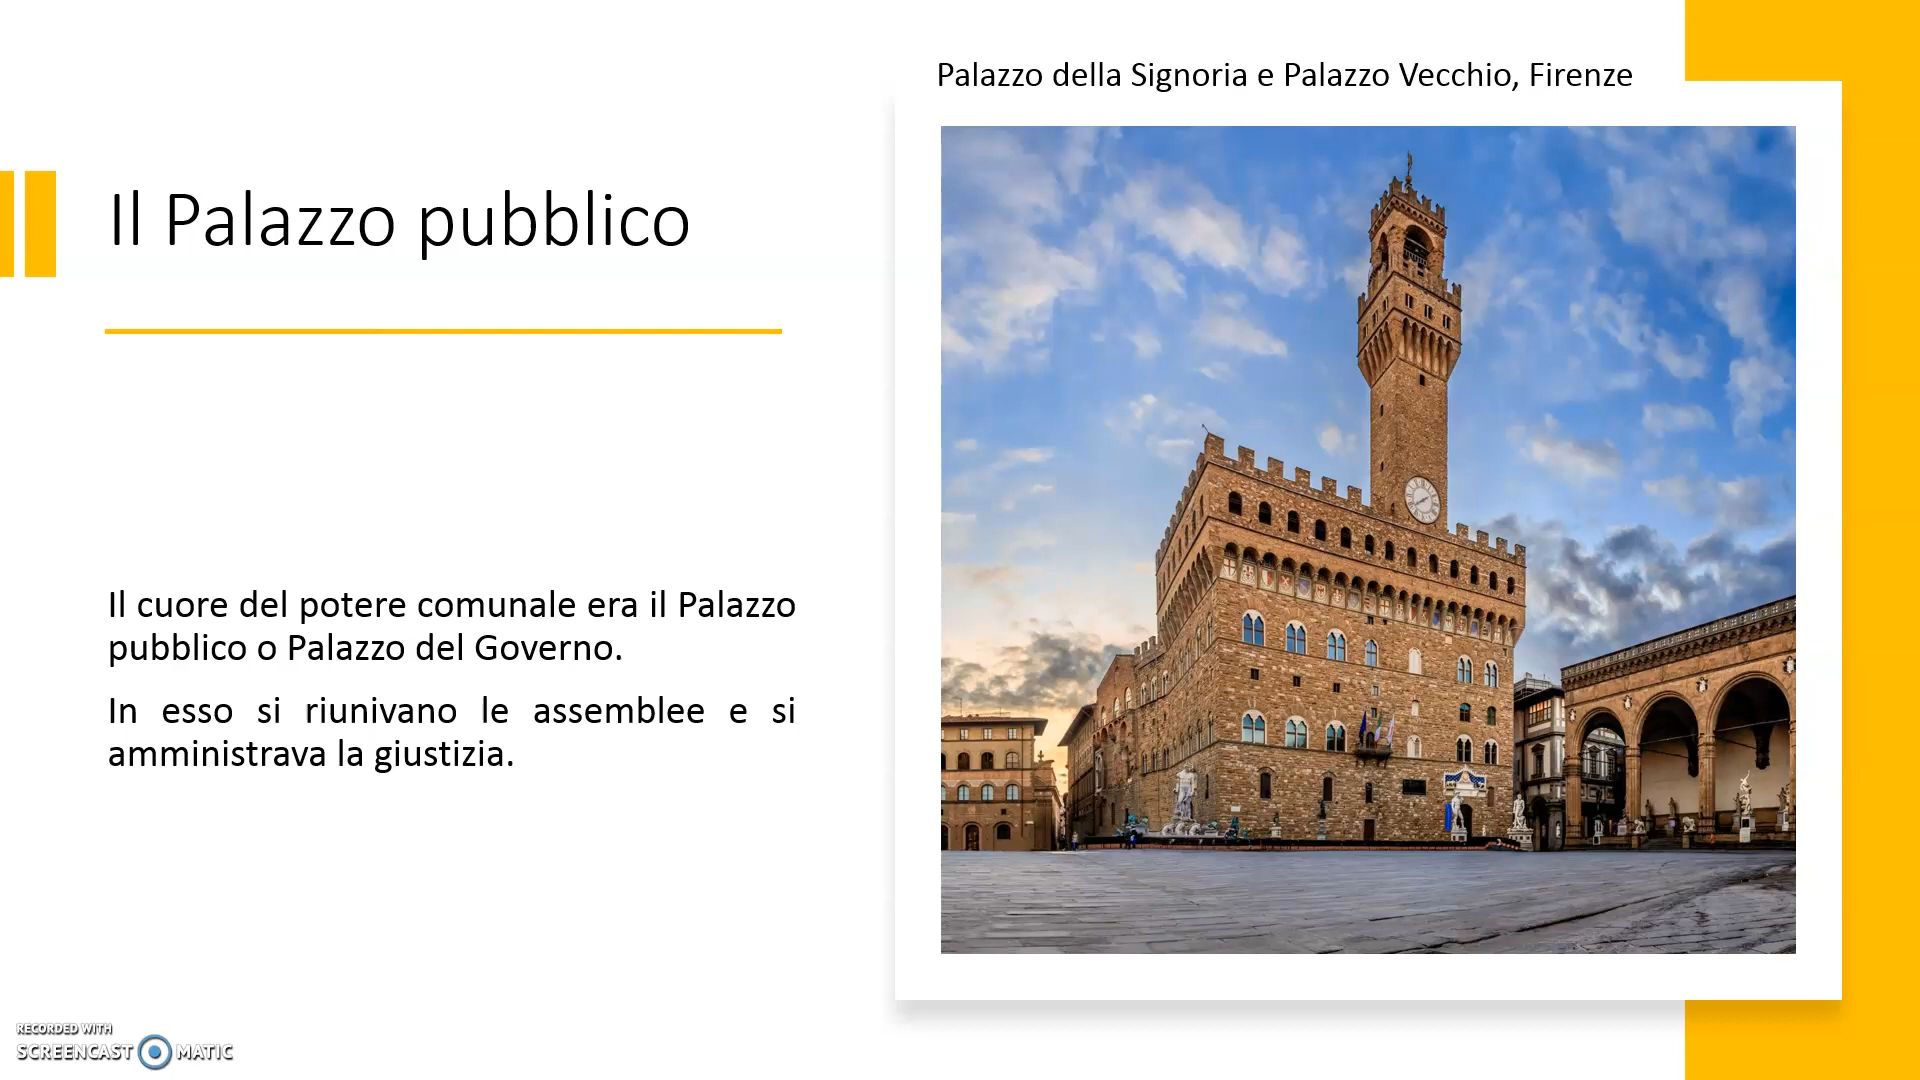 Palazzo della Signoria e Palazzo Vecchio, Firenze
Il Palazzo pubblico
Il cuore del potere comunale era il Palazzo
pubblico o Palazzo del Governo.
In esso si riunivano le assemblee e si
amministrava la giustizia.
RECORDED WITH
SCREENCAST MATIC